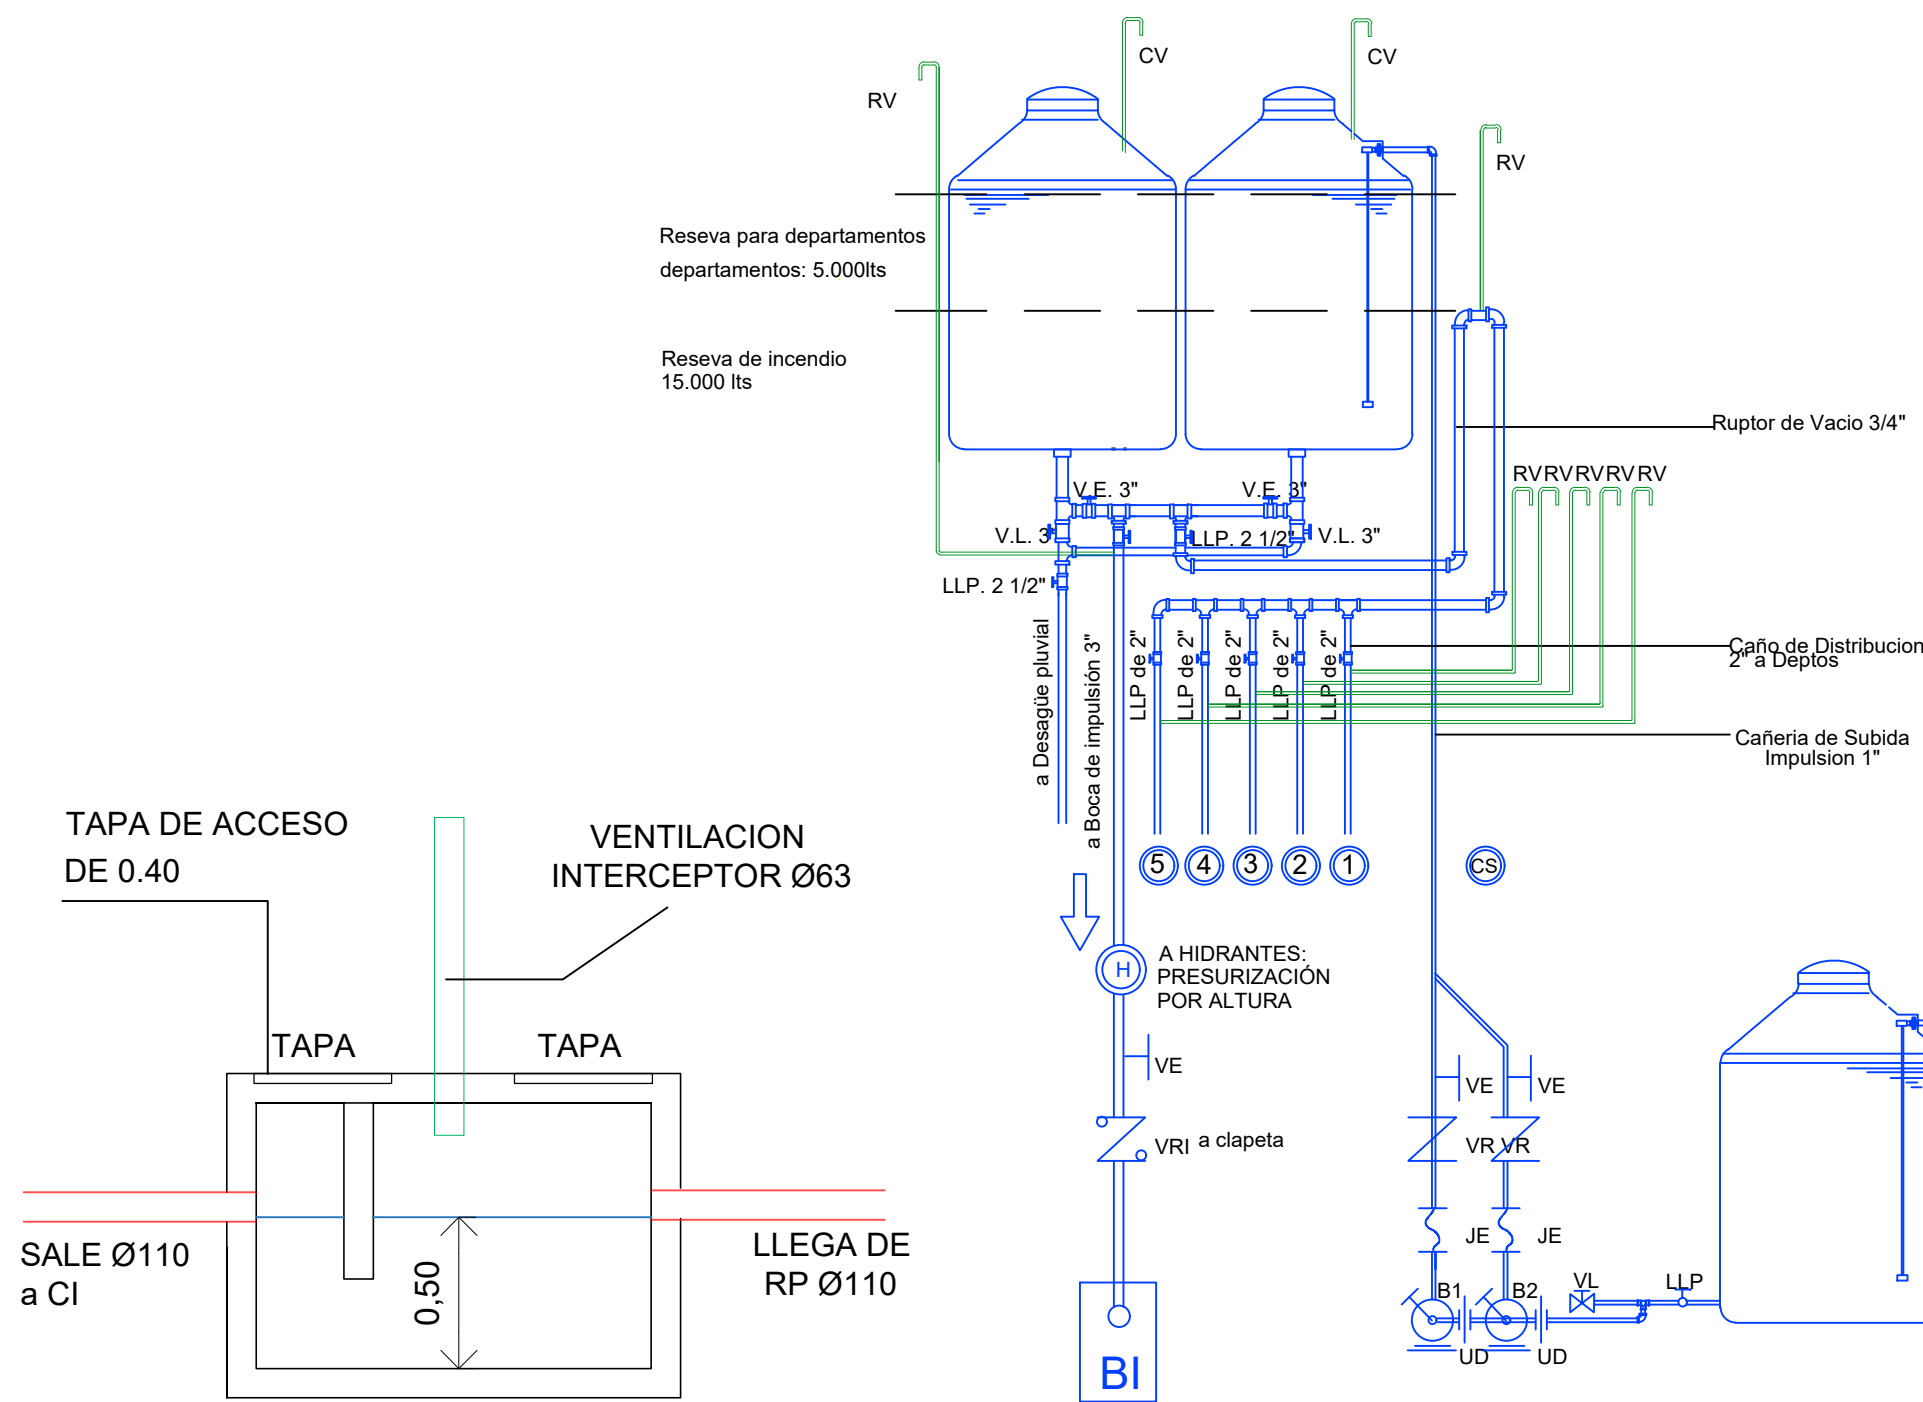 CV
CV
RV
RV
Reseva para departamentos
departamentos: 5.000lts
Reseva de incendio
15.000 lts
Ruptor de Vacio 3/4"
RV RV RV RV RV
V.E. 3"
V.E. 3"
V.L. 3"
LLP. 2 1/2"
V.L. 3"
LLP. 2 1/2"
a Desagüe pluvial
a Boca de impulsión 3"
LLP de 2"
LLP de 2"
LLP de 2"
LLP de 2"
LLP de 2"
Caño de Distribucion
2" a Deptos
Cañeria de Subida
Impulsion 1"
5
4
3
2
1
CS
H
A HIDRANTES:
PRESURIZACIÓN
POR ALTURA
VE
VE
VE
VRI a clapeta
VR
VR
JE
JE
B1
B2
VL
LLP
UD
UD
BI
TAPA DE ACCESO
DE 0.40
VENTILACION
INTERCEPTOR Ø63
TAPA
TAPA
SALE Ø110
a CI
0,50
LLEGA DE
RP Ø110